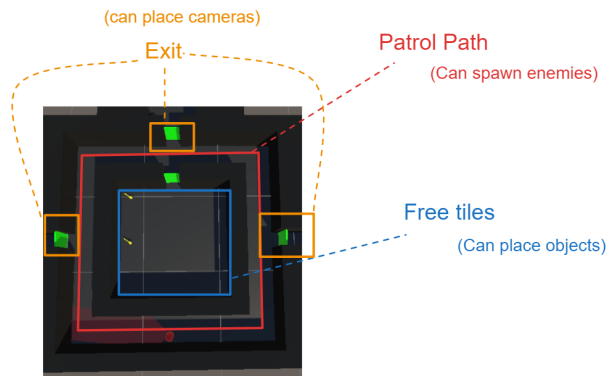 (can place cameras)
Exit
Patrol Path
(Can spawn enemies)
Free tiles
(Can place objects)